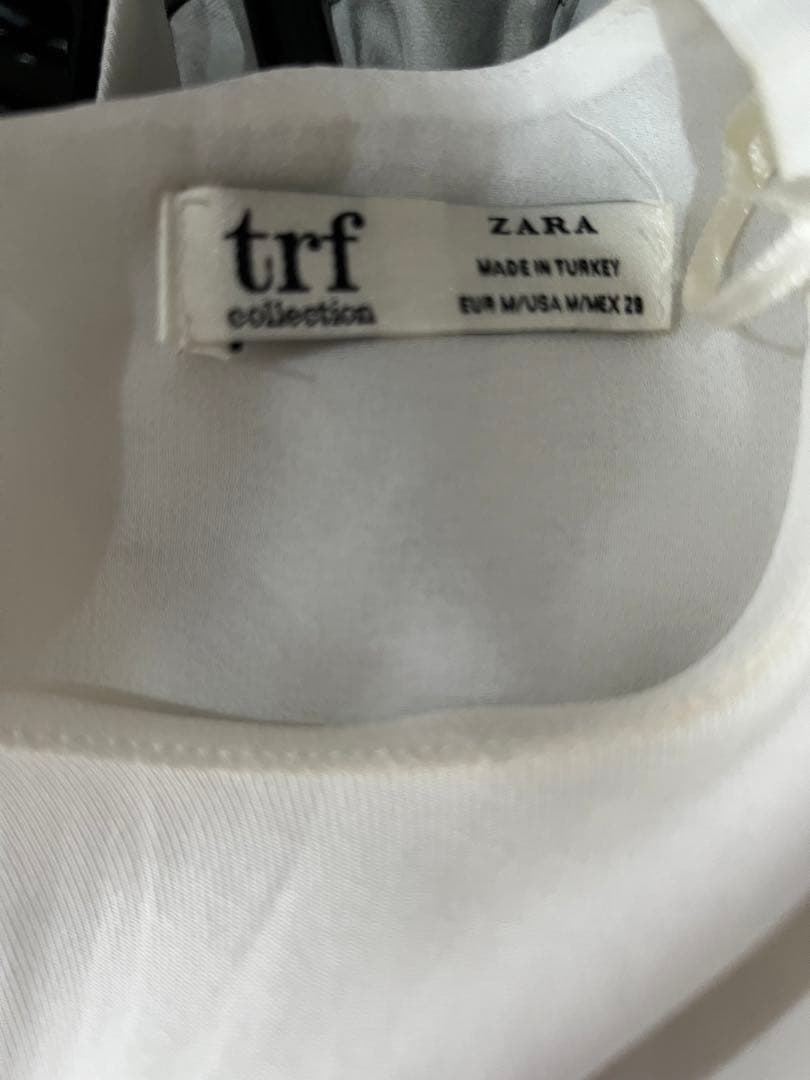 trf
collection
ZARA
MADE IN TURKEY
EUR M/USA M/MEX 28